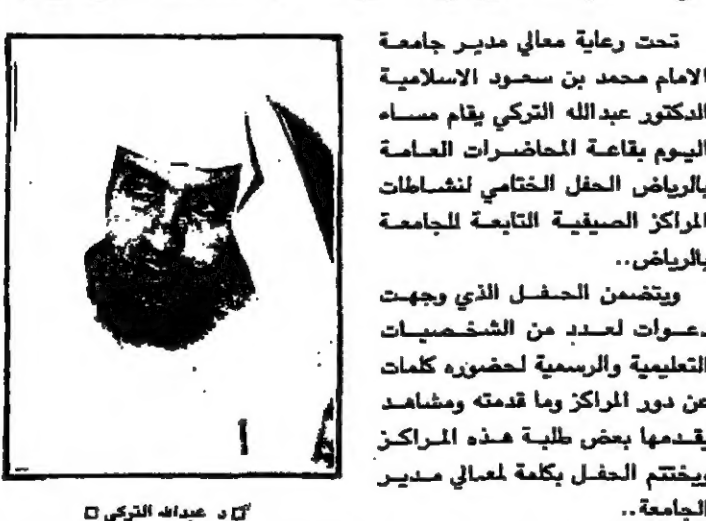 تحت رعاية معالي مدير جامعة
الامام محمد بن سعود الاسلامية
الدكتور عبدالله التركي يقام مساء
اليوم بقاعة المحاضرات العامة
بالرياض الحفل الختامي لنشاطات
المراكز الصيفية التابعة للجامعة
بالرياض..
ويتضمن الحفل الذي وجهت
دعوات لعدد من الشخصيات
التعليمية والرسمية لحضوره كلمات
عن دور المراكز وما قدمته ومشاهد
يقدمها بعض طلبة هذه المراكز
ويختتم الحفل بكلمة لمعالي مدير
الجامعة..
د عبدالله التركي